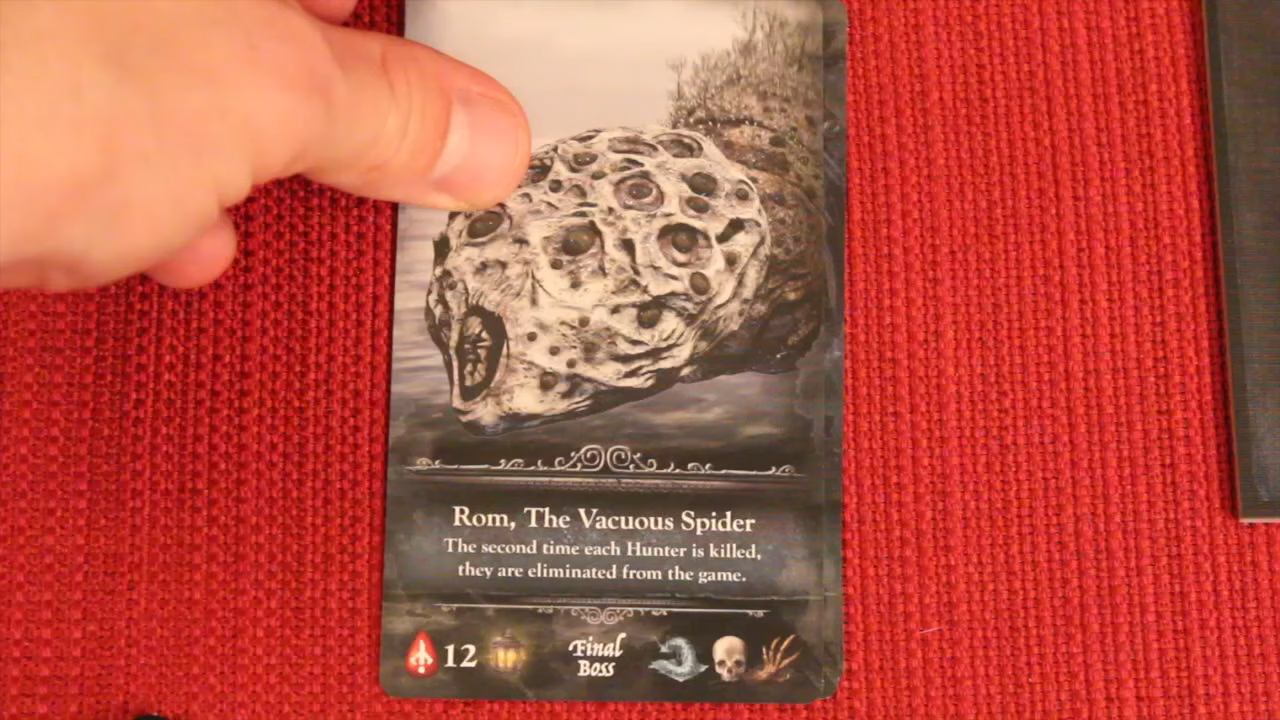 Rom, The Vacuous Spider
The second time each Hunter is killed,
they are eliminated from the game.
12
Final
Boss